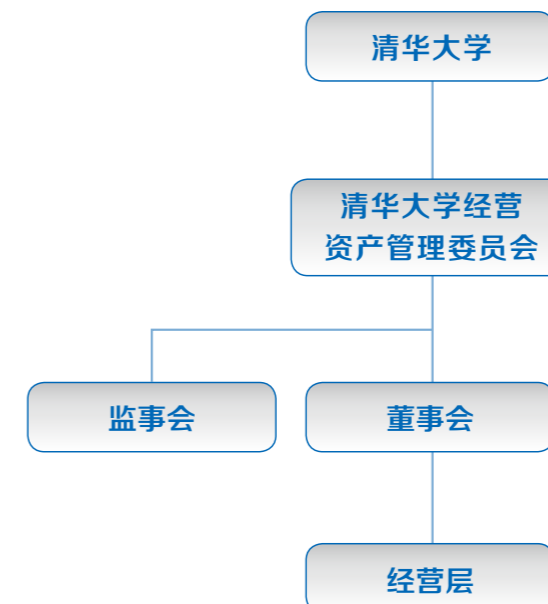 清华大学
清华大学经营
资产管理委员会
监事会
董事会
经营层